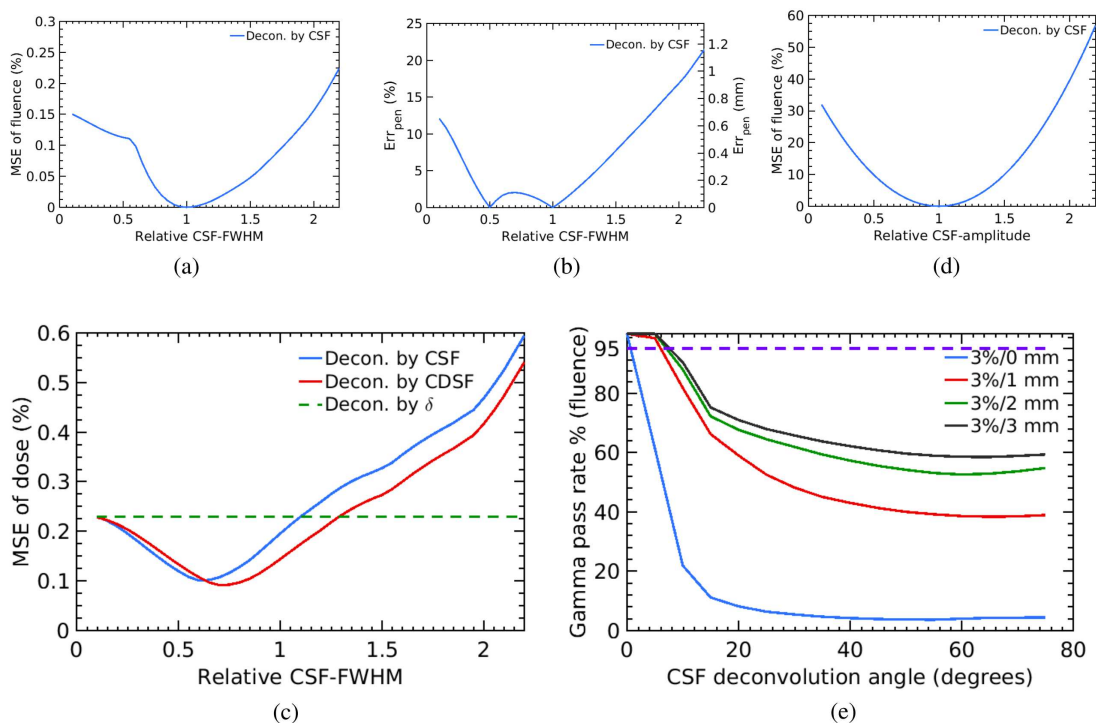 0.3
0.25
0.2
0.15
0.1
0.05
0
MSE of fluence (%)
Decon. by CSF
0 0.5 1 1.5 2
Relative CSF-FWHM
(a)
25
20
15
10
5
0
Err_pen (%)
Decon. by CSF
1.2
1
0.8
0.6
0.4
0.2
0
Err_pen (mm)
0 0.5 1 1.5 2
Relative CSF-FWHM
(b)
60
50
40
30
20
10
0
MSE of fluence (%)
Decon. by CSF
0 0.5 1 1.5 2
Relative CSF-amplitude
(d)
0.6
0.5
0.4
0.3
0.2
0.1
0
MSE of dose (%)
Decon. by CSF
Decon. by CDSF
Decon. by δ
0 0.5 1 1.5 2
Relative CSF-FWHM
(c)
95
80
60
40
20
0
Gamma pass rate % (fluence)
3%/0 mm
3%/1 mm
3%/2 mm
3%/3 mm
0 20 40 60 80
CSF deconvolution angle (degrees)
(e)